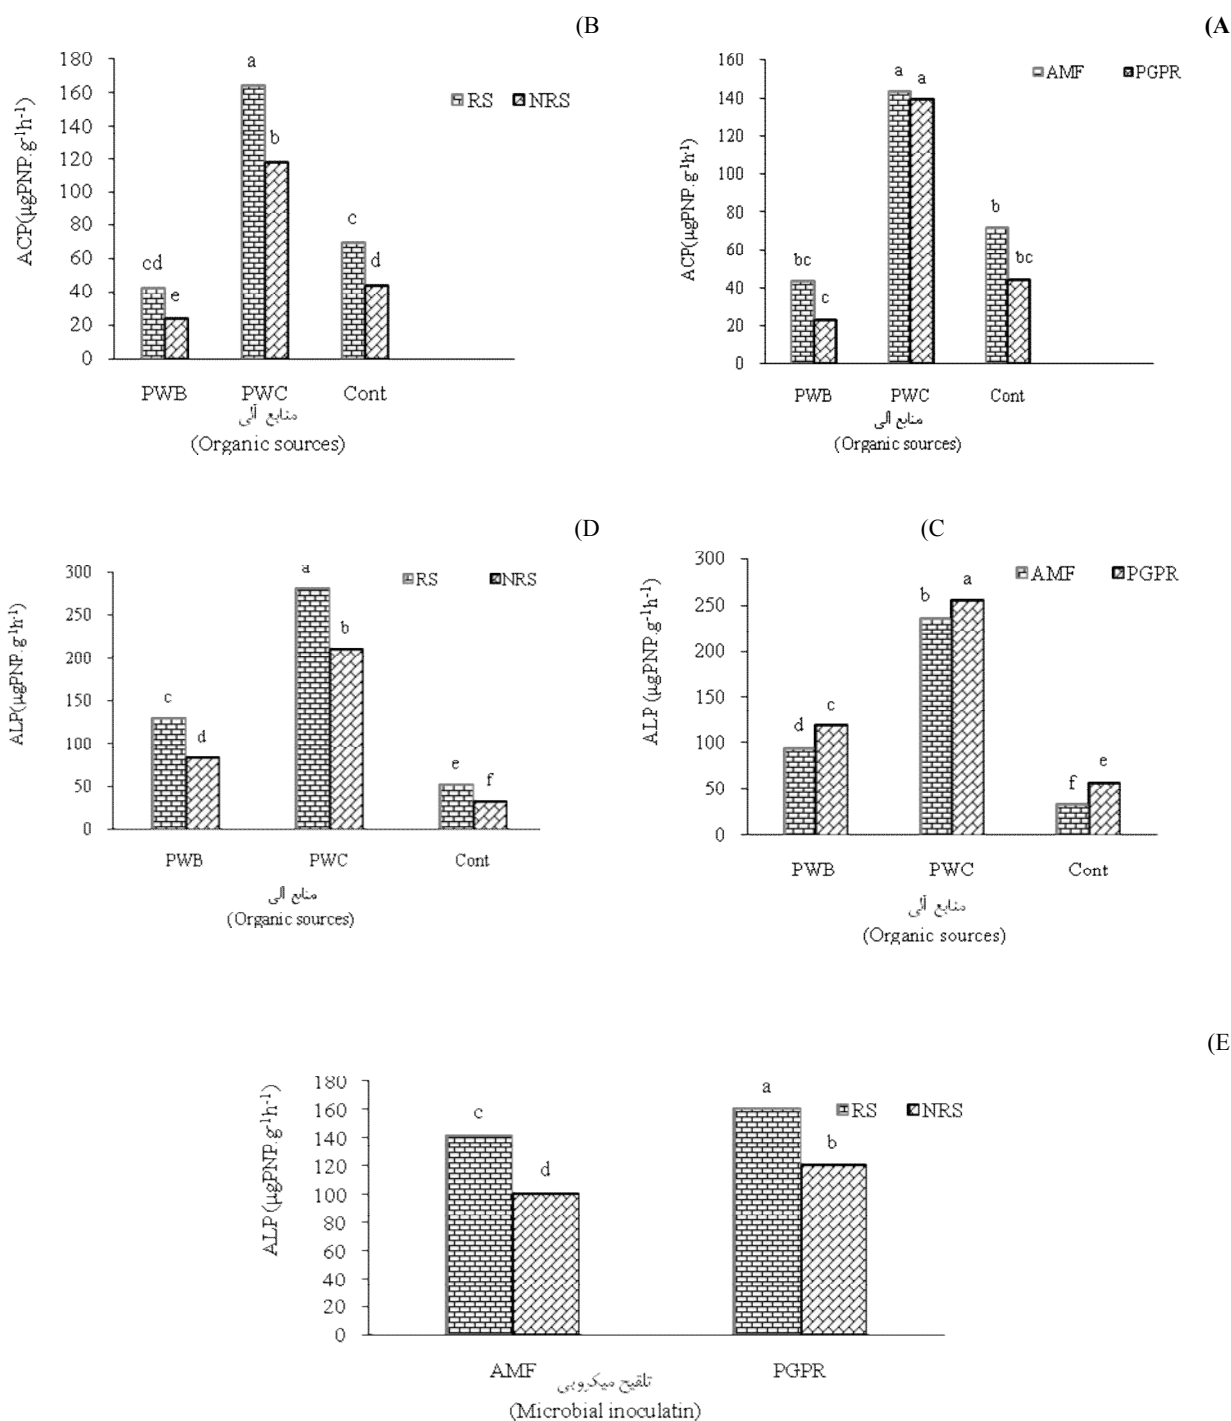 (B
ACP(µgPNP.g-1h-1)
180
160
140
120
100
80
60
40
20
0
RS NRS
cd e a b c d
PWB PWC Cont
منابع آلی
(Organic sources)
(A
ACP(µgPNP.g-1h-1)
160
140
120
100
80
60
40
20
0
AMF PGPR
bc c a a b bc
PWB PWC Cont
منابع آلی
(Organic sources)
(D
ALP(µgPNP.g-1h-1)
300
250
200
150
100
50
0
RS NRS
c d a b e f
PWB PWC Cont
منابع آلی
(Organic sources)
(C
ALP (µgPNP.g-1h-1)
300
250
200
150
100
50
0
AMF PGPR
d c b a f e
PWB PWC Cont
منابع آلی
(Organic sources)
(E
ALP(µgPNP.g-1h-1)
180
160
140
120
100
80
60
40
20
0
RS NRS
c d a b
AMF PGPR
تلقیح میکروبی
(Microbial inoculatin)